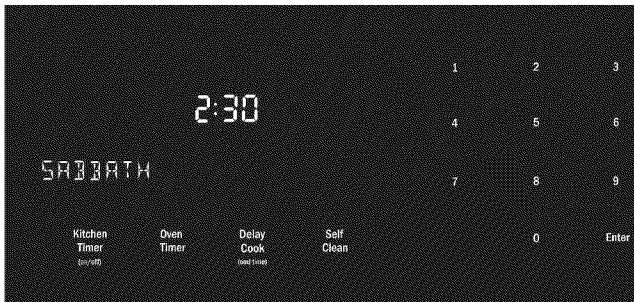 1 2 3
2:30
4 5 6
SABBATH
7 8 9
Kitchen Timer (on/off)
Oven Timer
Delay Cook (end time)
Self Clean
0 Enter